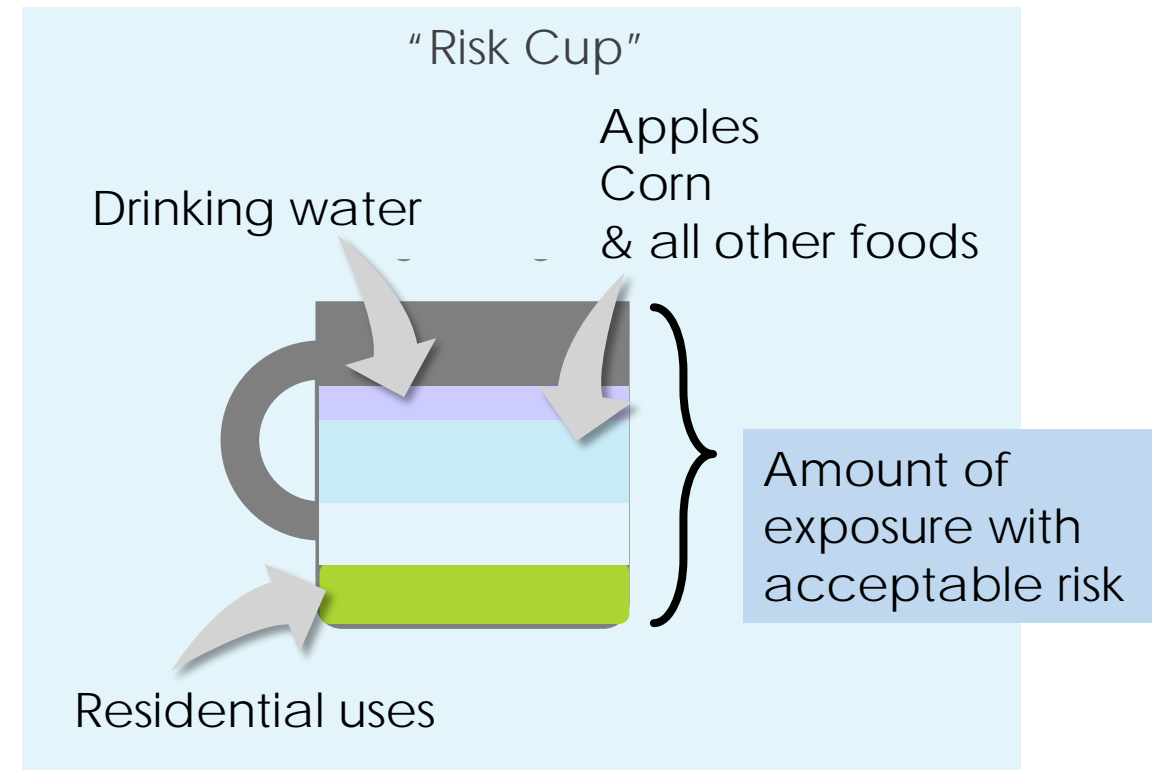 “Risk Cup”
Apples
Corn
& all other foods
Drinking water
Amount of
exposure with
acceptable risk
Residential uses